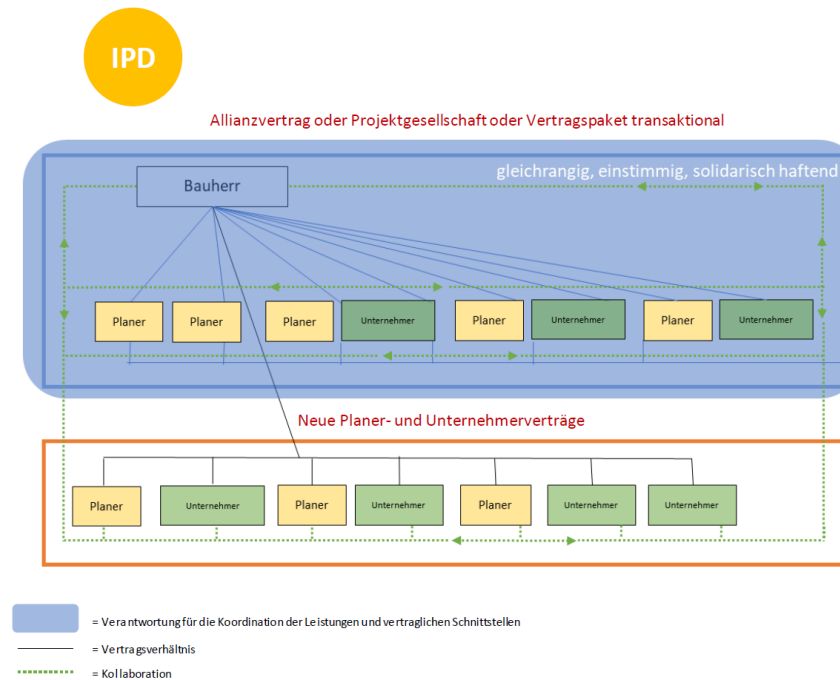 IPD
Allianzvertrag oder Projektgesellschaft oder Vertragspaket transaktional
gleichrangig, einstimmig, solidarisch haftend
Bauherr
Planer Planer Planer Unternehmer Planer Unternehmer Planer Unternehmer
Neue Planer- und Unternehmerverträge
Planer Unternehmer Planer Unternehmer Planer Unternehmer Unternehmer
= Verantwortung für die Koordination der Leistungen und vertraglichen Schnittstellen
= Vertragsverhältnis
= Kollaboration